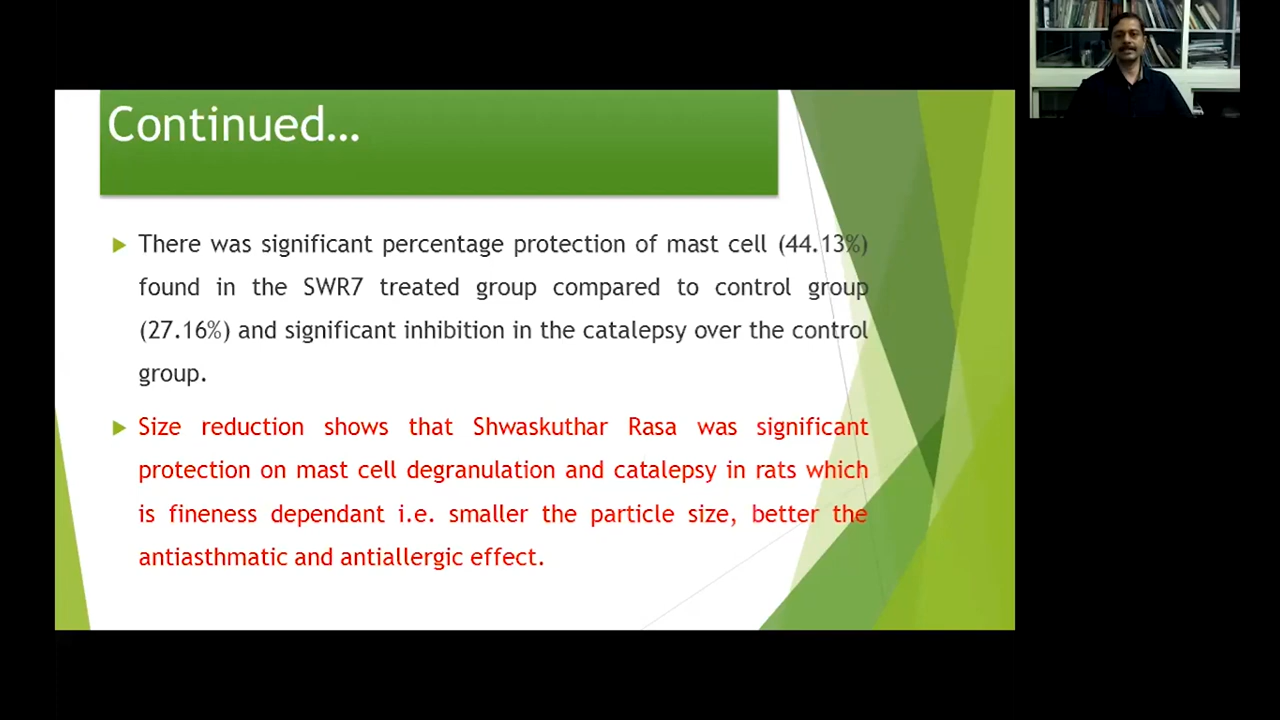 Continued...
There was significant percentage protection of mast cell (44.13%)
found in the SWR7 treated group compared to control group
(27.16%) and significant inhibition in the catalepsy over the control
group.
Size reduction shows that Shwaskuthar Rasa was significant
protection on mast cell degranulation and catalepsy in rats which
is fineness dependant i.e. smaller the particle size, better the
antiasthmatic and antiallergic effect.